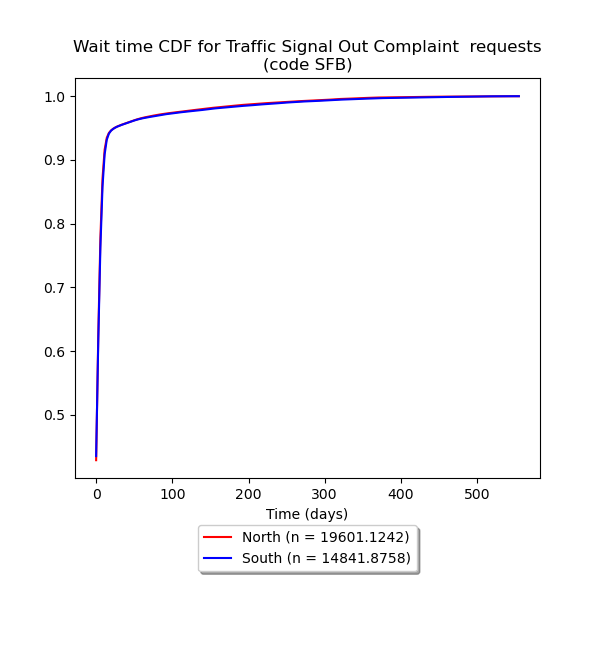 Wait time CDF for Traffic Signal Out Complaint  requests
(code SFB)
1.0
0.9
0.8
0.7
0.6
0.5
0 100 200 300 400 500
Time (days)
North (n = 19601.1242)
South (n = 14841.8758)